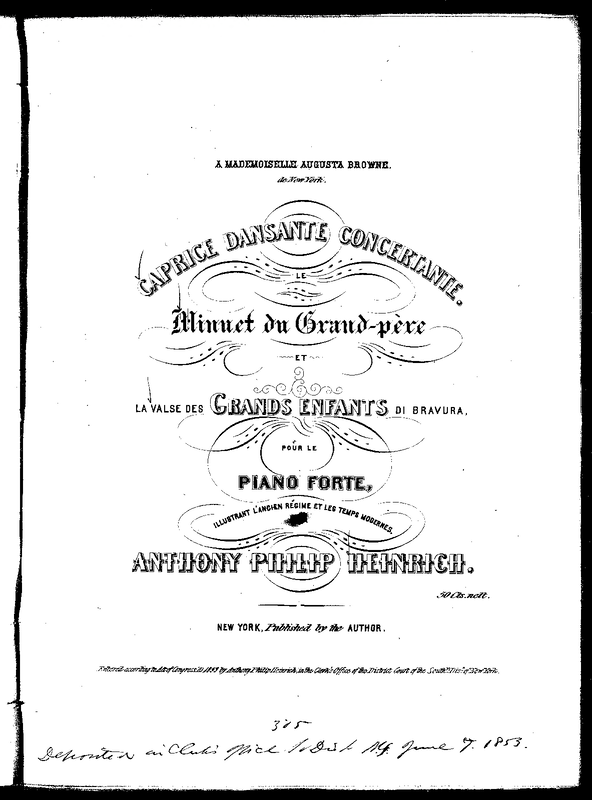 A MADEMOISELLE AUGUSTA BROWNE.
de New York.
CAPRICE DANSANTE CONCERTANTE.
LE
Minuet du Grand-père
ET
LA VALSE DES GRANDS ENFANTS DI BRAVURA,
POUR LE
PIANO FORTE,
ILLUSTRANT L'ANCIEN RÉGIME ET LES TEMPS MODERNES,
ANTHONY PHILIP HEINRICH.
50 Cts. nett.
NEW YORK, Published by the AUTHOR.
Entered according to Act of Congress AD 1853 by Anthony Philip Heinrich, in the Clerk's Office of the District Court of the Southn. Dist. of New York.
315
Deposited in Clerk's office So Dist NY June 7. 1853.